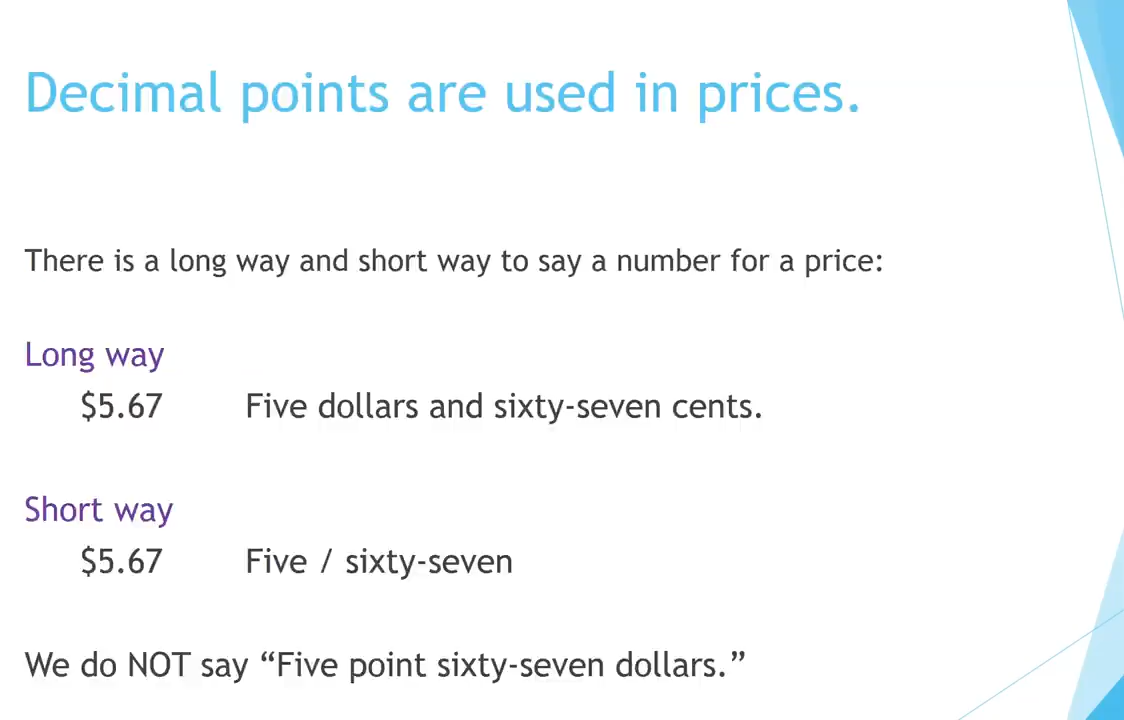 Decimal points are used in prices.
There is a long way and short way to say a number for a price:
Long way
$5.67 Five dollars and sixty-seven cents.
Short way
$5.67 Five / sixty-seven
We do NOT say “Five point sixty-seven dollars.”